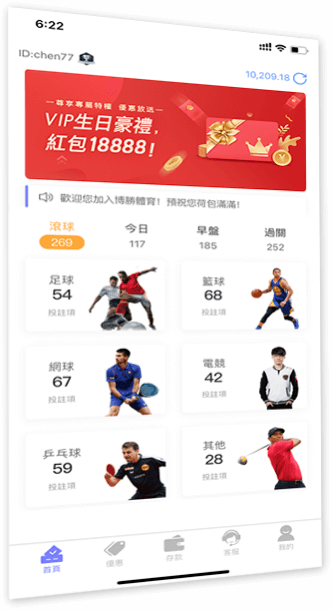 6:22
ID:chen77
10,209.18
一尊享專屬特權 優惠放送一
VIP生日豪禮,
紅包18888!
歡迎您加入博勝體育! 預祝您荷包滿滿!
滾球 今日 早盤 過關
269 117 185 252
足球
54
投註項
籃球
68
投註項
網球
67
投註項
電競
42
投註項
乒乓球
59
投註項
其他
28
投註項
首頁 優惠 存款 客服 我的